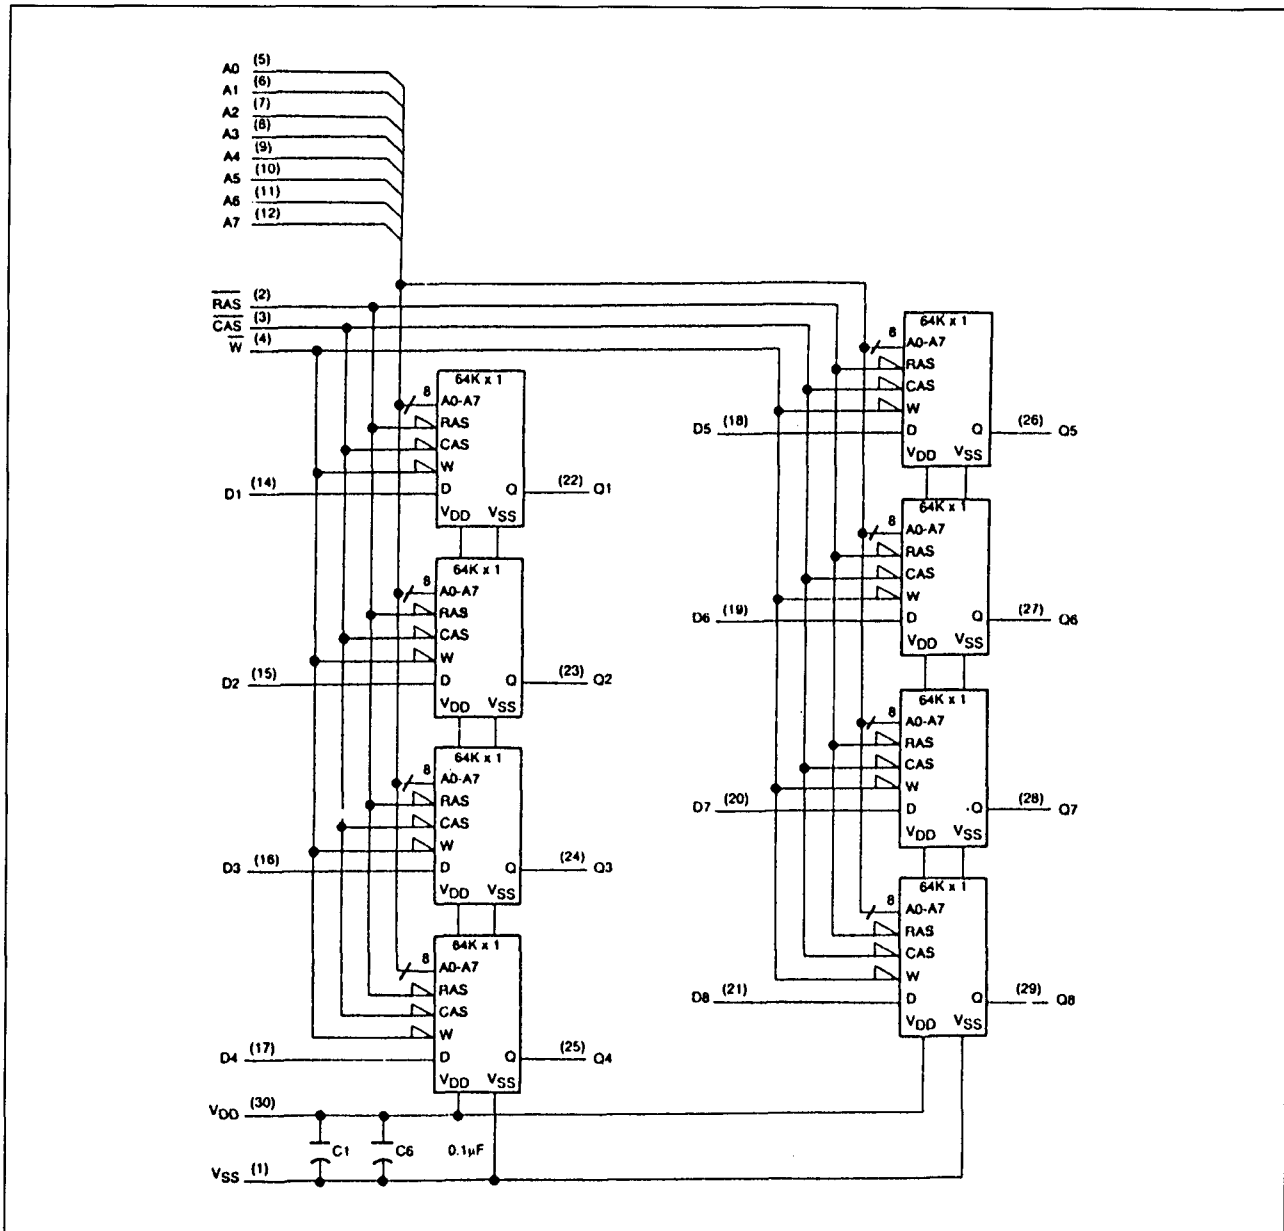 A0 (5)
A1 (6)
A2 (7)
A3 (8)
A4 (9)
A5 (10)
A6 (11)
A7 (12)
RAS (2)
CAS (3)
W (4)
64K x 1
8 A0-A7
RAS
CAS
W
D1 (14) D Q (22) Q1
VDD VSS
64K x 1
8 A0-A7
RAS
CAS
W
D2 (15) D Q (23) Q2
VDD VSS
64K x 1
8 A0-A7
RAS
CAS
W
D3 (16) D Q (24) Q3
VDD VSS
64K x 1
8 A0-A7
RAS
CAS
W
D4 (17) D Q (25) Q4
VDD VSS
64K x 1
8 A0-A7
RAS
CAS
W
D5 (18) D Q (26) Q5
VDD VSS
64K x 1
8 A0-A7
RAS
CAS
W
D6 (19) D Q (27) Q6
VDD VSS
64K x 1
8 A0-A7
RAS
CAS
W
D7 (20) D Q (28) Q7
VDD VSS
64K x 1
8 A0-A7
RAS
CAS
W
D8 (21) D Q (29) Q8
VDD VSS
VDD (30)
C1 C6 0.1µF
VSS (1)